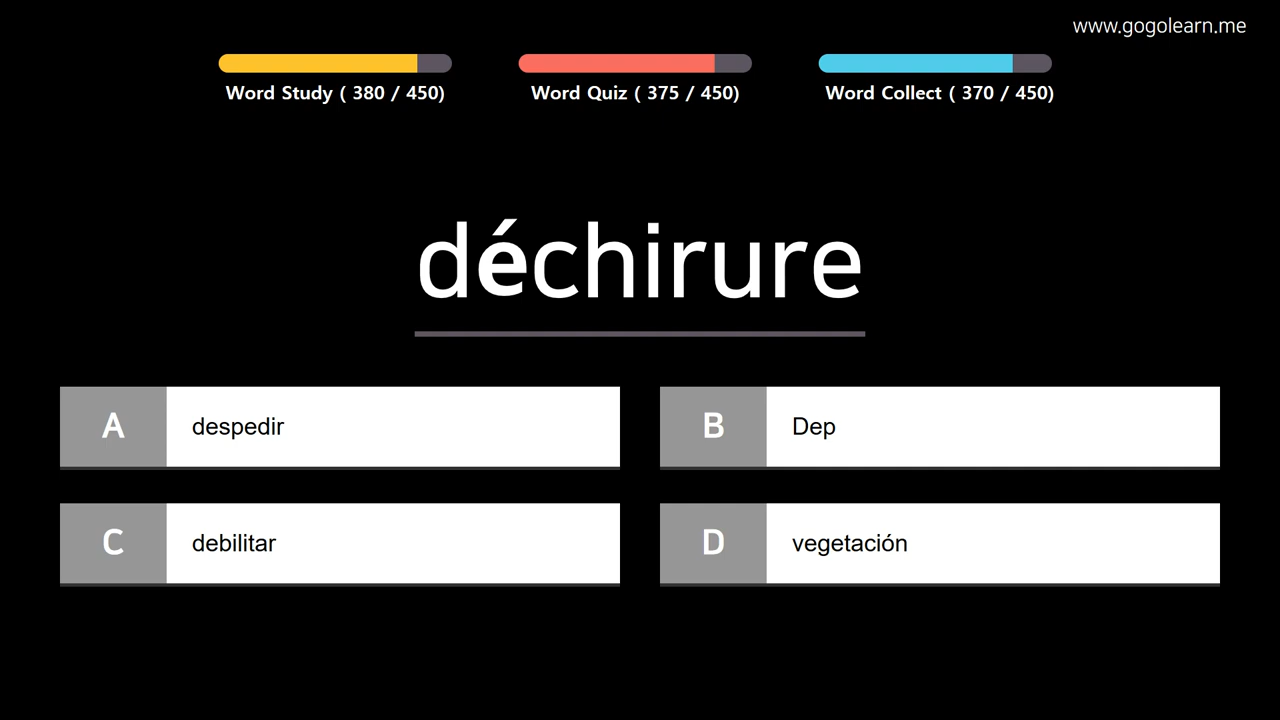 www.gogolearn.me
Word Study ( 380 / 450)
Word Quiz ( 375 / 450)
Word Collect ( 370 / 450)
déchirure
A despedir
B Dep
C debilitar
D vegetación